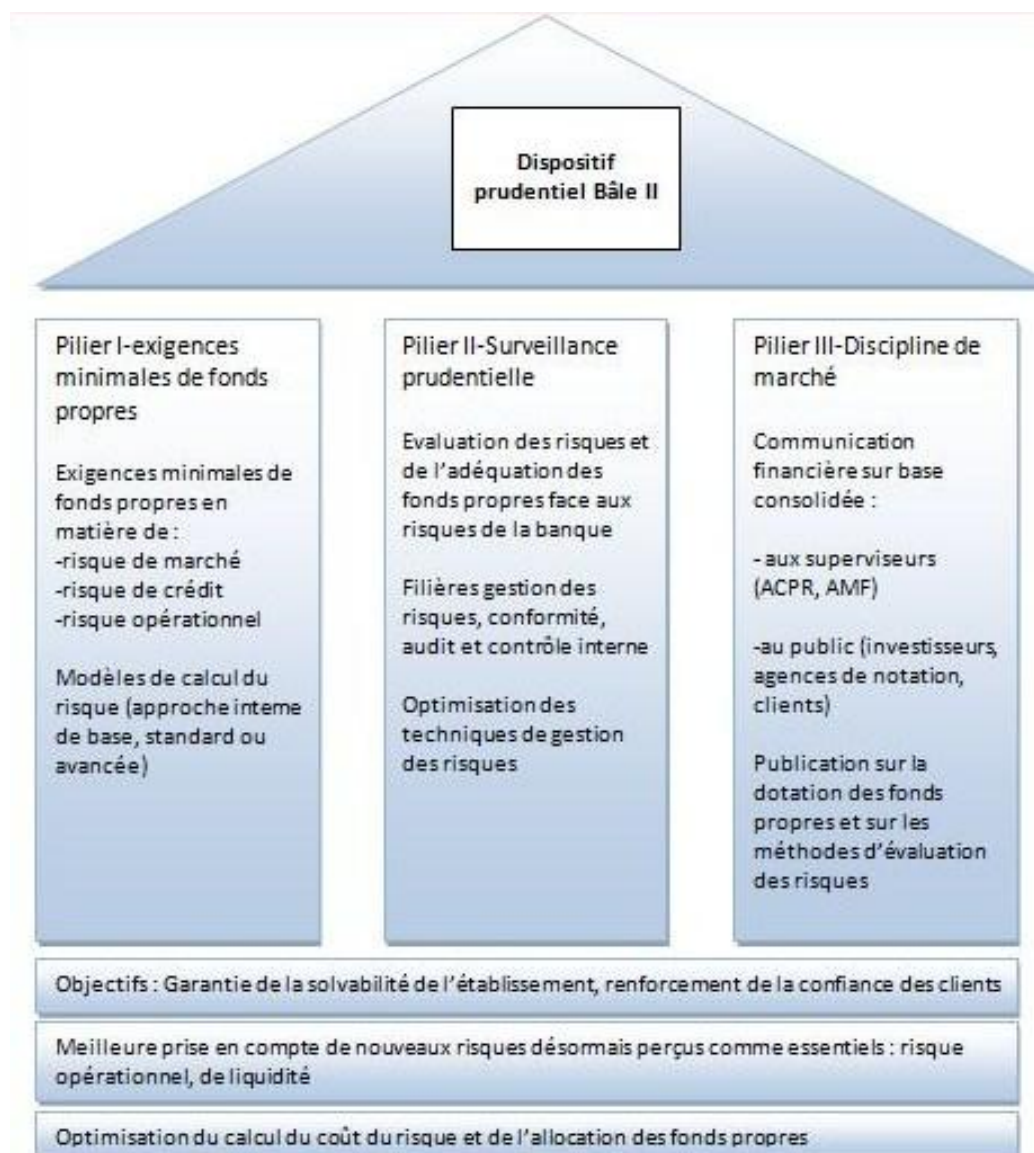 Dispositif
prudentiel Bâle II
Pilier I-exigences
minimales de fonds
propres
Exigences minimales de
fonds propres en
matière de :
-risque de marché
-risque de crédit
-risque opérationnel
Modèles de calcul du
risque (approche interne
de base, standard ou
avancée)
Pilier II-Surveillance
prudentielle
Evaluation des risques et
de l'adéquation des
fonds propres face aux
risques de la banque
Filières gestion des
risques, conformité,
audit et contrôle interne
Optimisation des
techniques de gestion
des risques
Pilier III-Discipline de
marché
Communication
financière sur base
consolidée :
- aux superviseurs
(ACPR, AMF)
-au public (investisseurs,
agences de notation,
clients)
Publication sur la
dotation des fonds
propres et sur les
méthodes d'évaluation
des risques
Objectifs : Garantie de la solvabilité de l'établissement, renforcement de la confiance des clients
Meilleure prise en compte de nouveaux risques désormais perçus comme essentiels : risque
opérationnel, de liquidité
Optimisation du calcul du coût du risque et de l'allocation des fonds propres